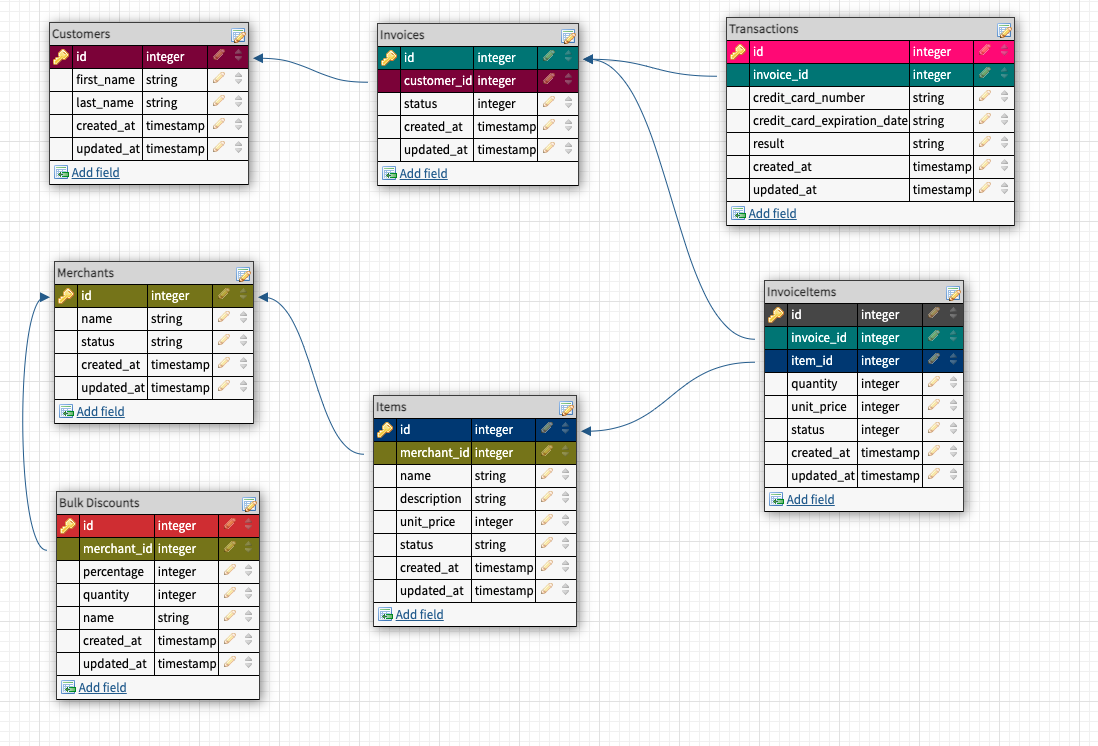 Customers
id integer
first_name string
last_name string
created_at timestamp
updated_at timestamp
Add field
Invoices
id integer
customer_id integer
status integer
created_at timestamp
updated_at timestamp
Add field
Transactions
id integer
invoice_id integer
credit_card_number string
credit_card_expiration_date string
result string
created_at timestamp
updated_at timestamp
Add field
Merchants
id integer
name string
status string
created_at timestamp
updated_at timestamp
Add field
InvoiceItems
id integer
invoice_id integer
item_id integer
quantity integer
unit_price integer
status integer
created_at timestamp
updated_at timestamp
Add field
Items
id integer
merchant_id integer
name string
description string
unit_price integer
status string
created_at timestamp
updated_at timestamp
Add field
Bulk Discounts
id integer
merchant_id integer
percentage integer
quantity integer
name string
created_at timestamp
updated_at timestamp
Add field